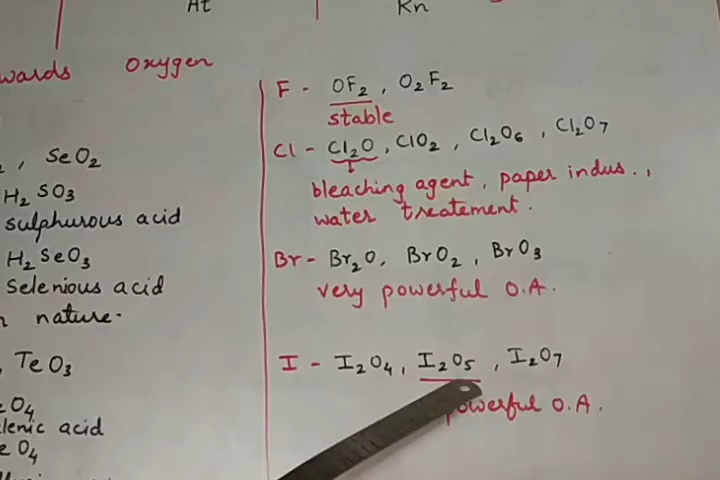 At
Rn
wards oxygen
, SeO2
H2SO3
sulphurous acid
H2SeO3
Selenious acid
nature.
, TeO3
O4
lenic acid
O4
F - OF2, O2F2
stable
Cl - Cl2O, ClO2, Cl2O6, Cl2O7
bleaching agent, paper indus..,
water treatement.
Br - Br2O, BrO2, BrO3
very powerful O.A.
I - I2O4, I2O5, I2O7
powerful O.A.